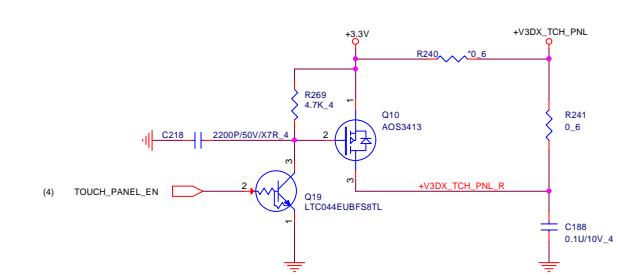 +3.3V
+V3DX_TCH_PNL
R240
*0_6
R269
4.7K_4
1
Q10
AOS3413
R241
0_6
C218
2200P/50V/X7R_4
2
3
3
+V3DX_TCH_PNL_R
(4)
TOUCH_PANEL_EN
2
Q19
LTC044EUBFS8TL
1
C188
0.1U/10V_4